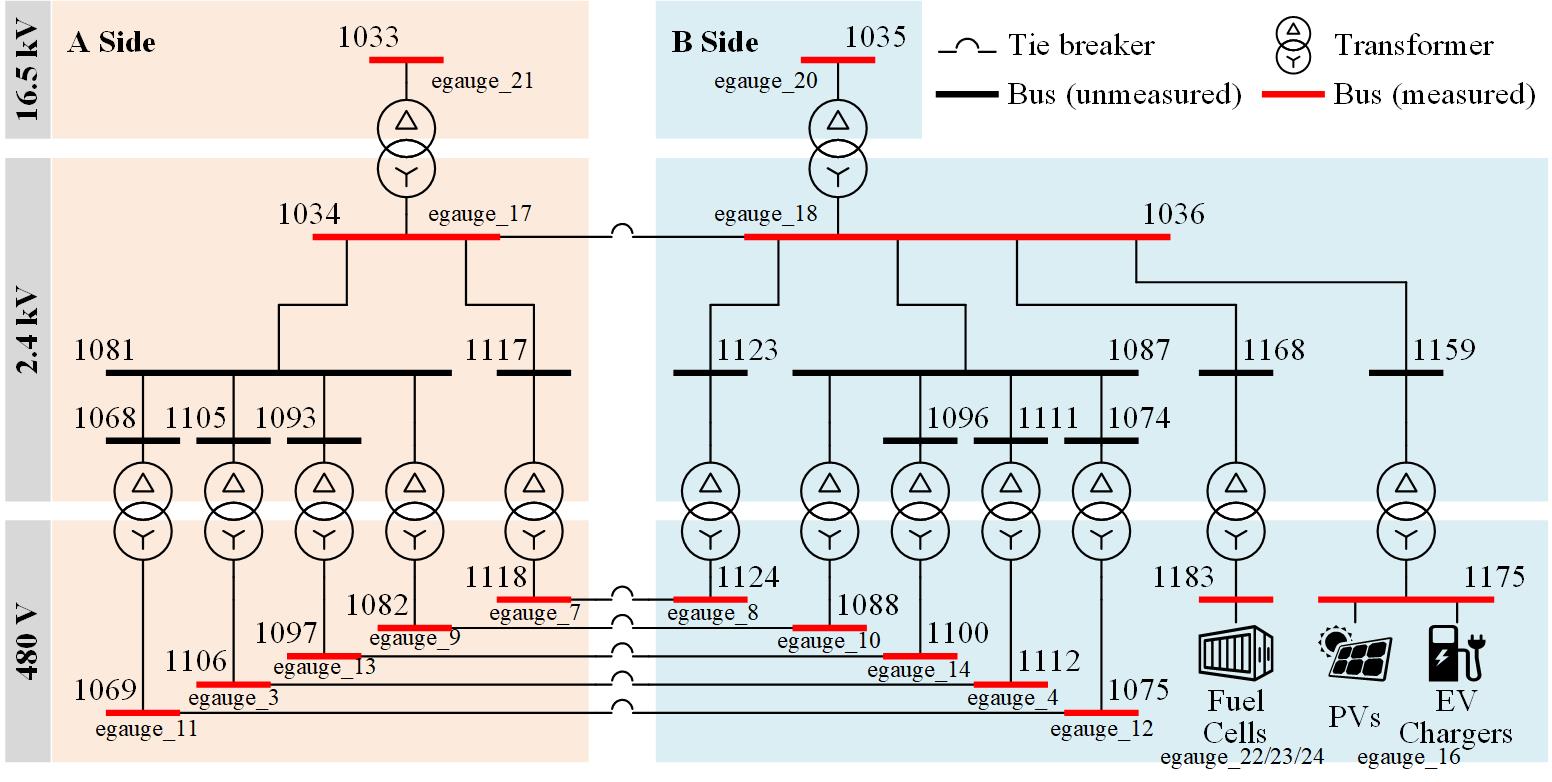 16.5 kV
A Side
1033
egauge_21
B Side
1035
egauge_20
Tie breaker
Transformer
Bus (unmeasured)
Bus (measured)
2.4 kV
1034
egauge_17
egauge_18
1036
1081
1117
1123
1087
1168
1159
1068
1105
1093
1096
1111
1074
480 V
1118
egauge_7
1124
egauge_8
1183
1175
1082
egauge_9
1088
egauge_10
1097
egauge_13
1100
egauge_14
1106
egauge_3
1112
egauge_4
1069
egauge_11
1075
egauge_12
Fuel
Cells
egauge_22/23/24
PVs
EV
Chargers
egauge_16